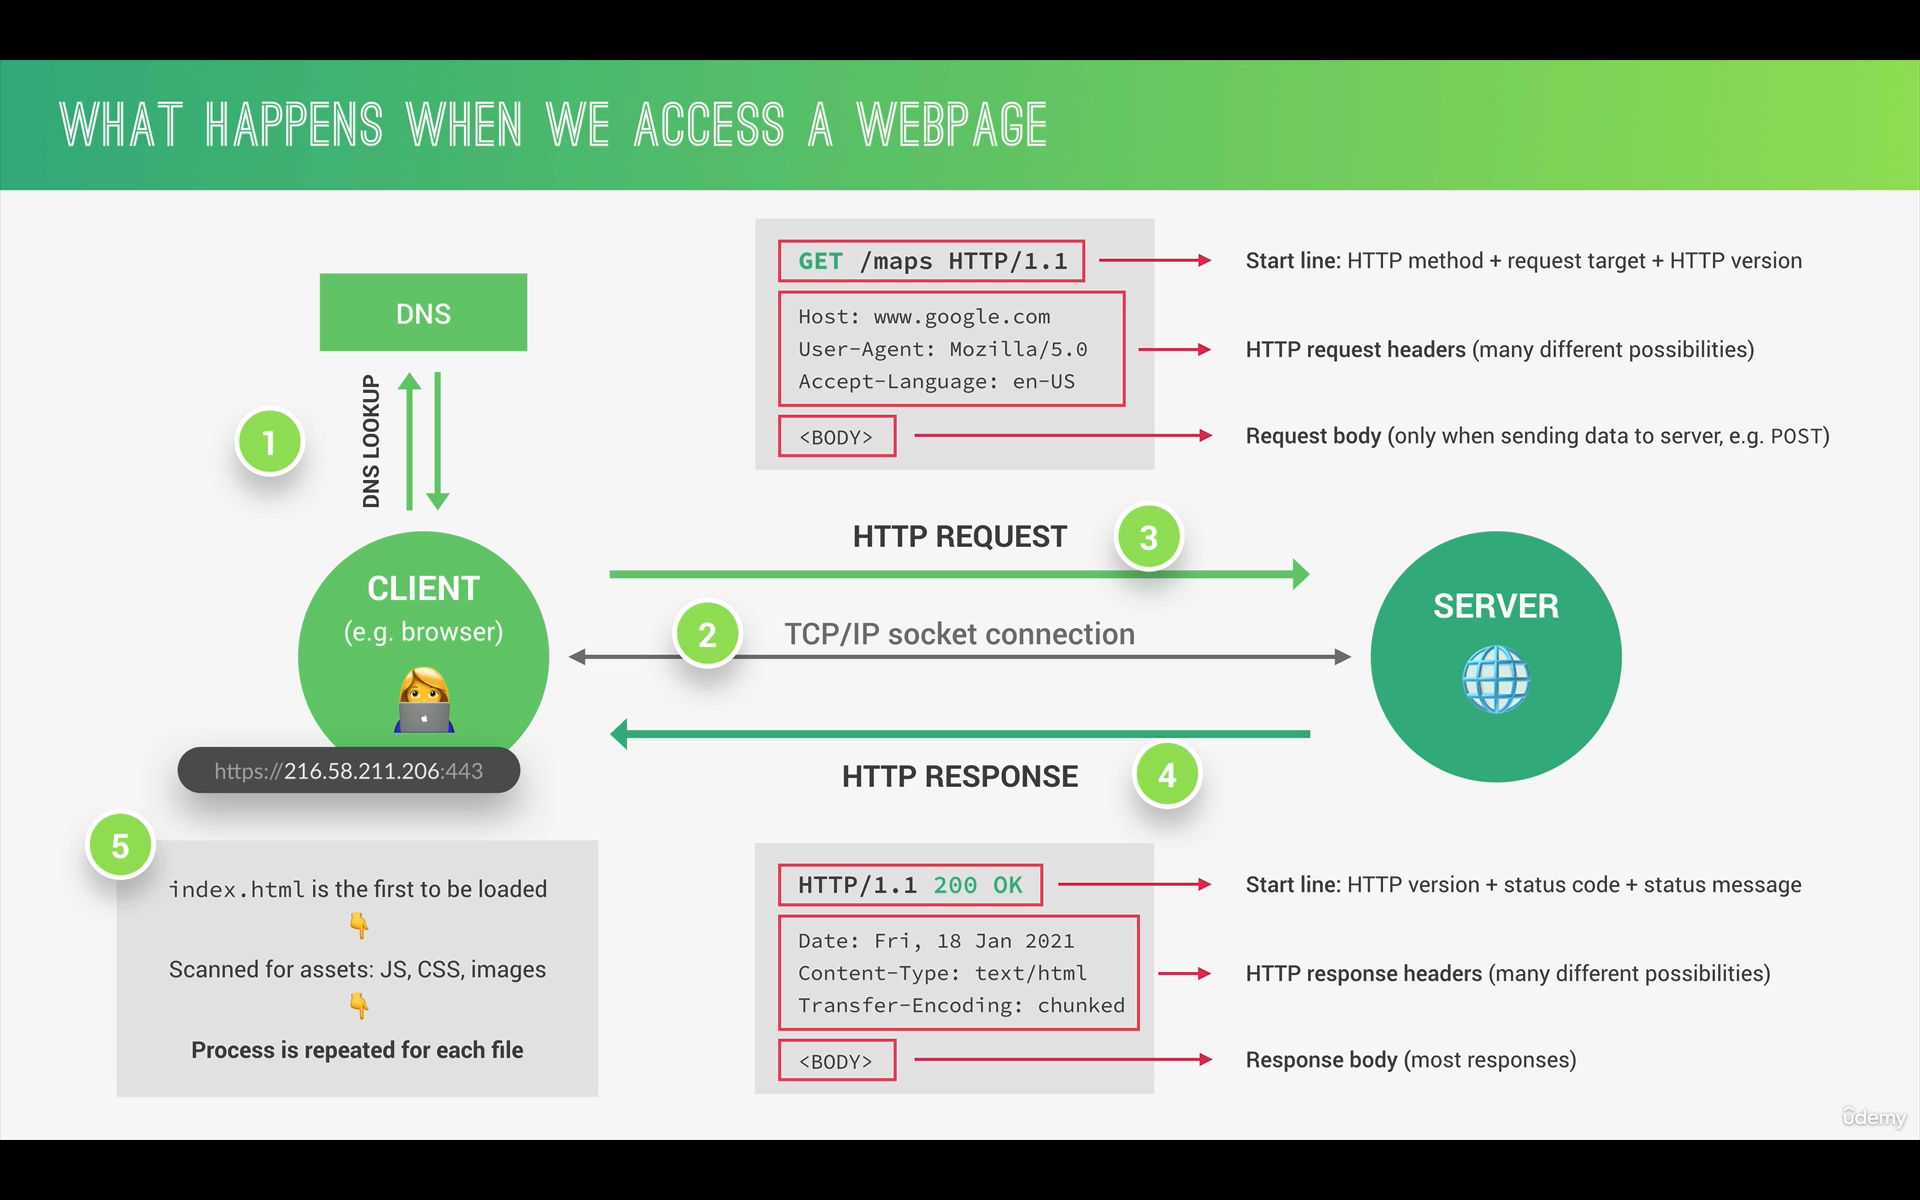 WHAT HAPPENS WHEN WE ACCESS A WEBPAGE
DNS
DNS LOOKUP
1
CLIENT
(e.g. browser)
https://216.58.211.206:443
GET /maps HTTP/1.1
Start line: HTTP method + request target + HTTP version
Host: www.google.com
User-Agent: Mozilla/5.0
Accept-Language: en-US
HTTP request headers (many different possibilities)
<BODY>
Request body (only when sending data to server, e.g. POST)
HTTP REQUEST
3
2
TCP/IP socket connection
SERVER
HTTP RESPONSE
4
5
index.html is the first to be loaded
Scanned for assets: JS, CSS, images
Process is repeated for each file
HTTP/1.1 200 OK
Start line: HTTP version + status code + status message
Date: Fri, 18 Jan 2021
Content-Type: text/html
Transfer-Encoding: chunked
HTTP response headers (many different possibilities)
<BODY>
Response body (most responses)
ûdemy